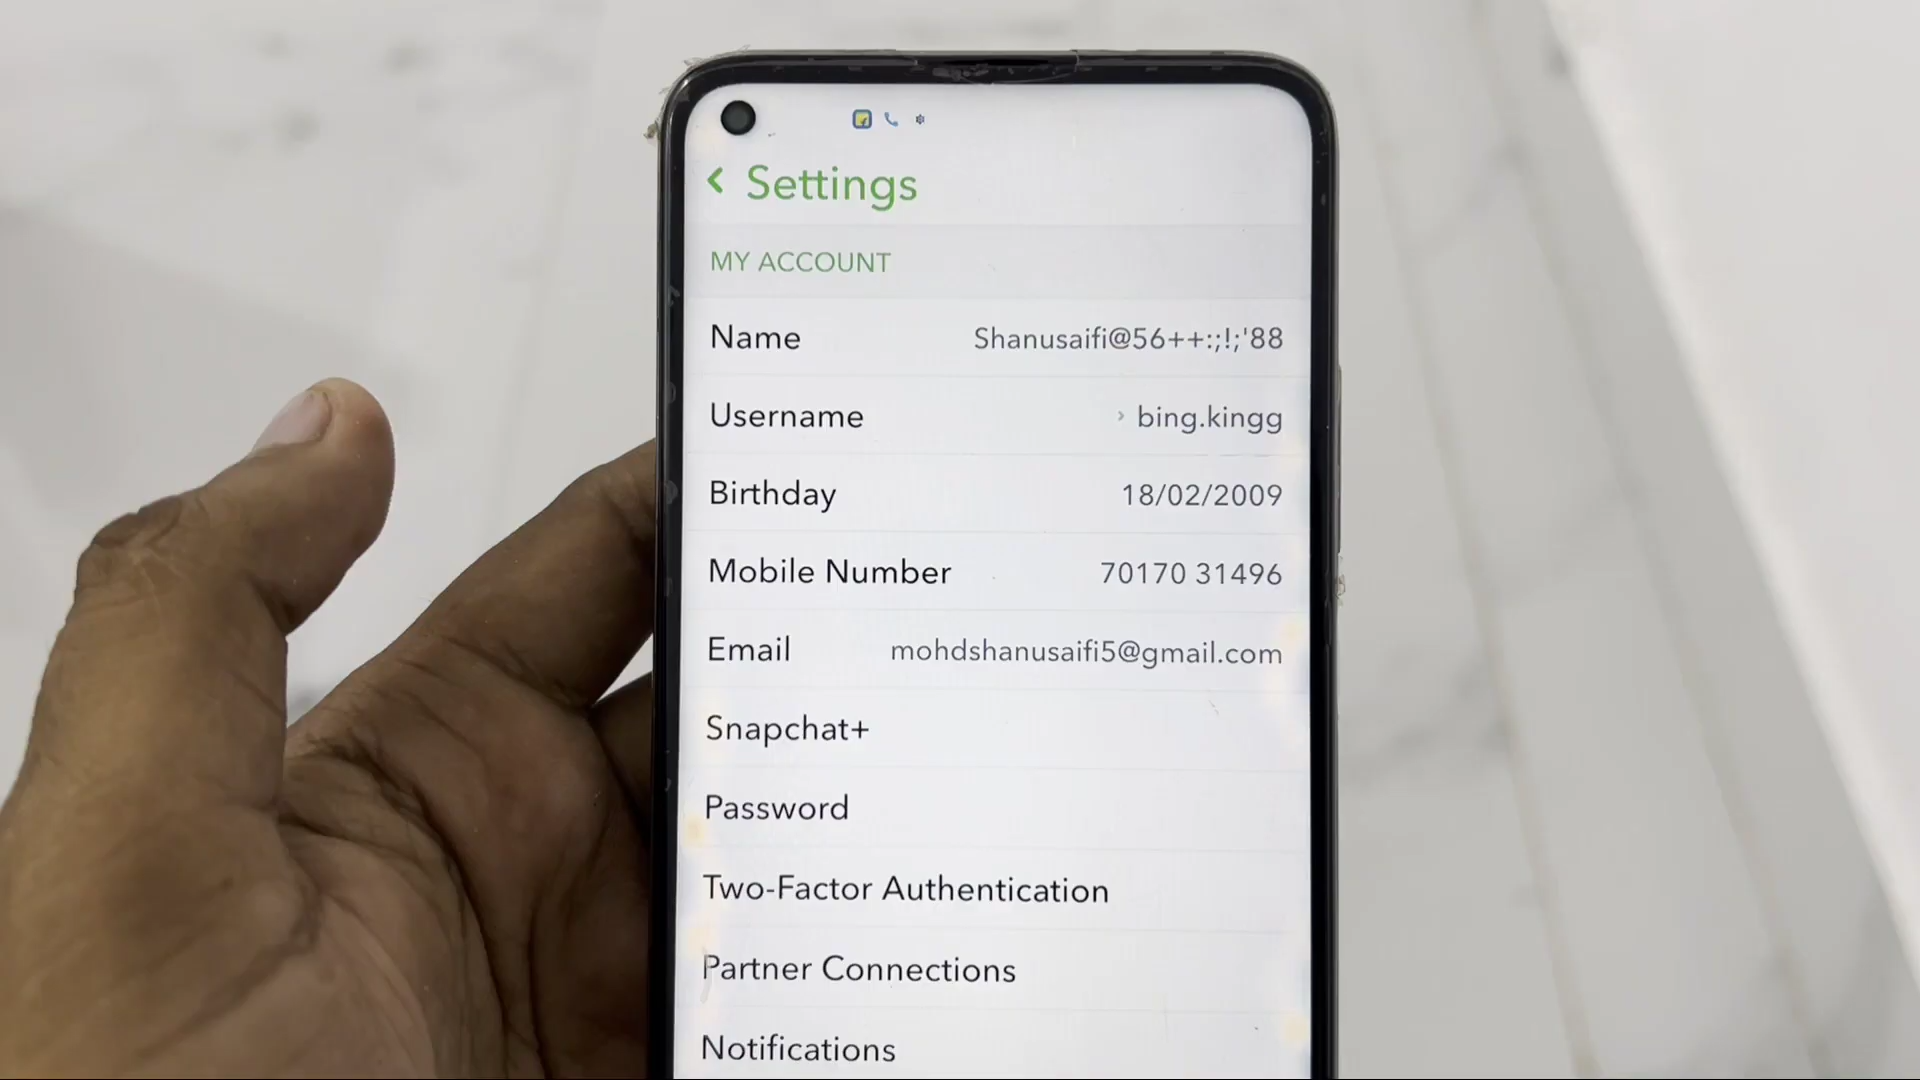 Settings
MY ACCOUNT
Name Shanusaifi@56++:;!;'88
Username bing.kingg
Birthday 18/02/2009
Mobile Number 70170 31496
Email mohdshanusaifi5@gmail.com
Snapchat+
Password
Two-Factor Authentication
Partner Connections
Notifications